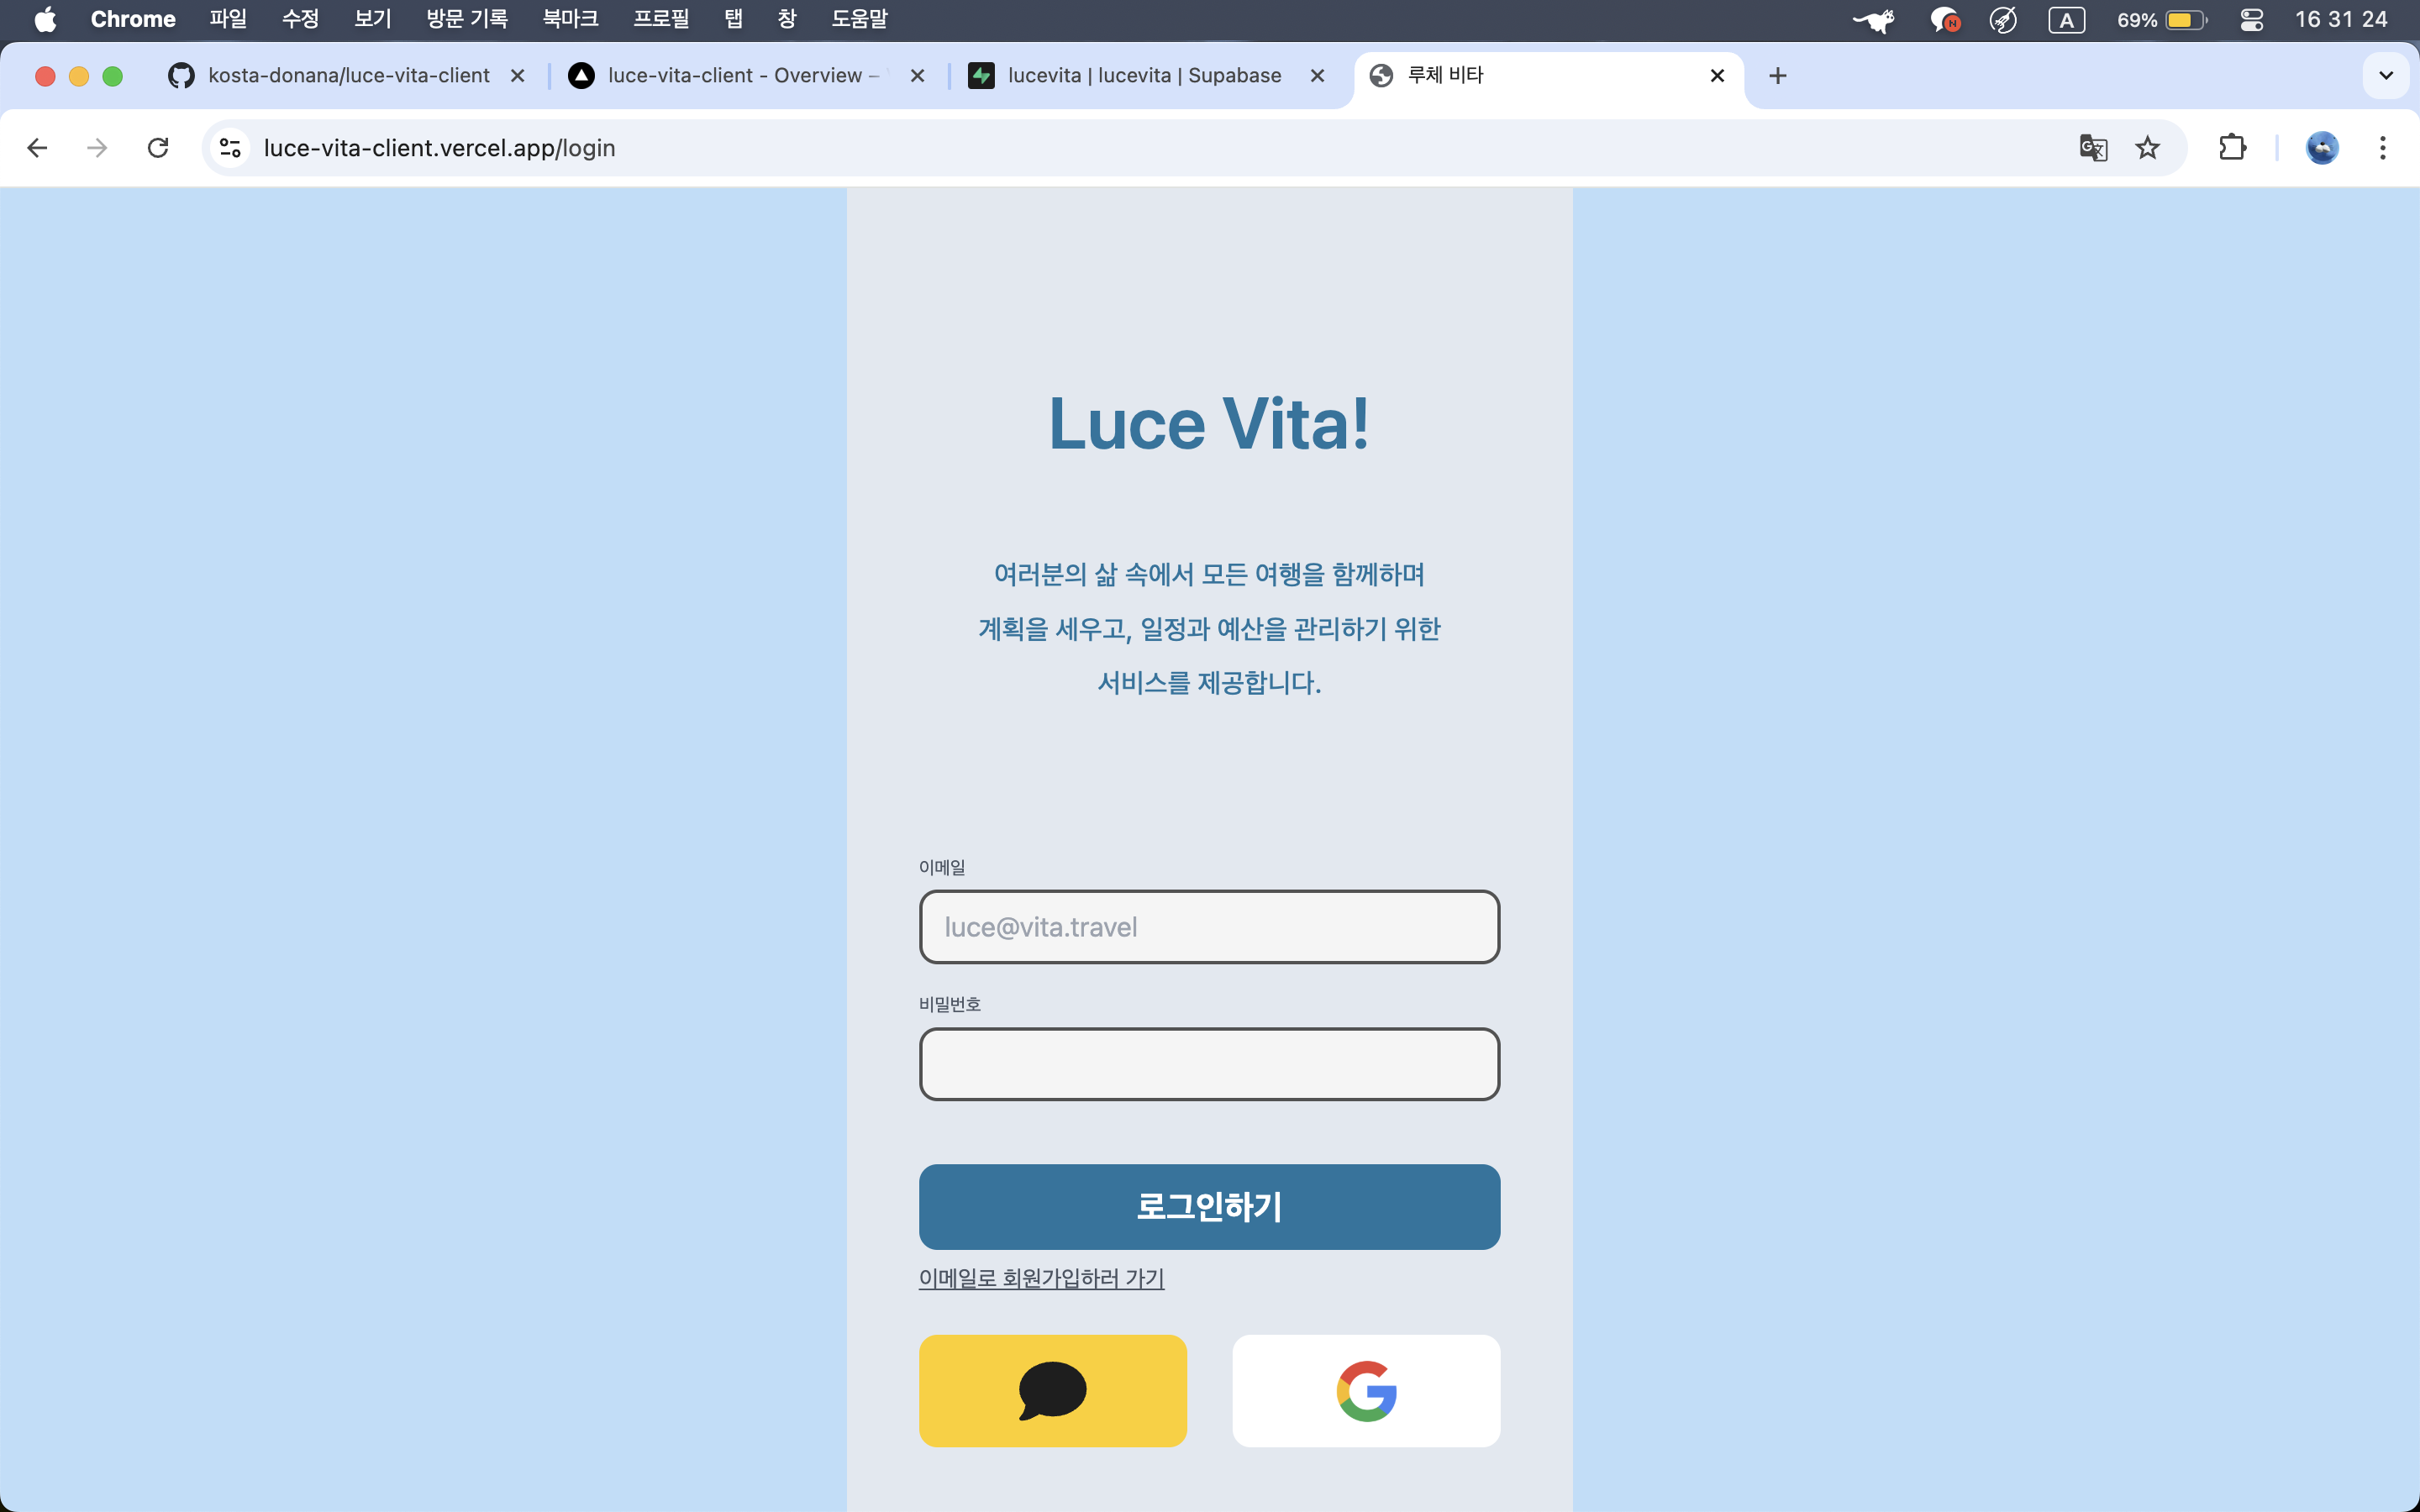 Chrome 파일 수정 보기 방문 기록 북마크 프로필 탭 창 도움말 N A 69% 16 31 24
kosta-donana/luce-vita-client luce-vita-client - Overview – lucevita | lucevita | Supabase 루체 비타
luce-vita-client.vercel.app/login
Luce Vita!
여러분의 삶 속에서 모든 여행을 함께하며
계획을 세우고, 일정과 예산을 관리하기 위한
서비스를 제공합니다.
이메일
luce@vita.travel
비밀번호
로그인하기
이메일로 회원가입하러 가기